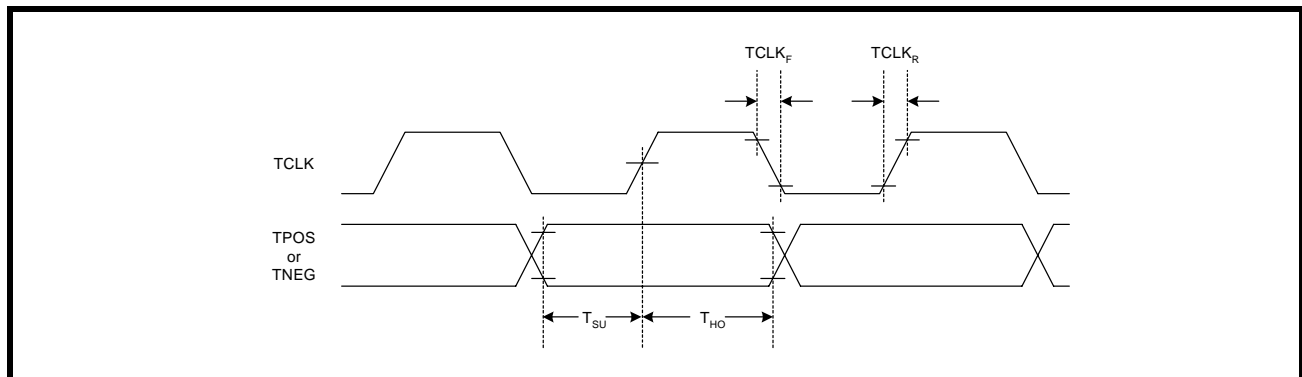 TCLKF
TCLKR
TCLK
TPOS
or
TNEG
TSU
THO